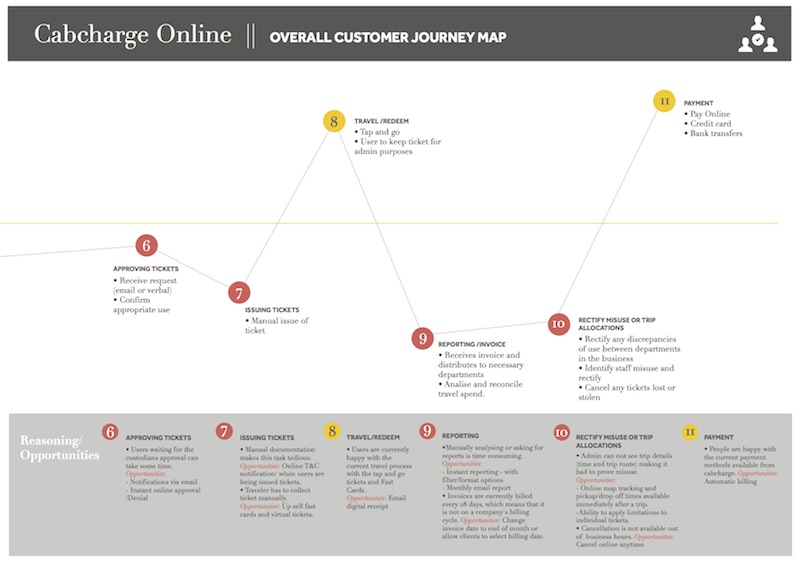 Cabcharge Online || OVERALL CUSTOMER JOURNEY MAP
6
APPROVING TICKETS
• Receive request
(email or verbal)
• Confirm
appropriate use
7
ISSUING TICKETS
• Manual issue of
ticket
8
TRAVEL /REDEEM
• Tap and go
• User to keep ticket for
admin purposes
9
REPORTING /INVOICE
• Receives invoice and
distributes to necessary
departments
• Analise and reconcile
travel spend.
10
RECTIFY MISUSE OR TRIP
ALLOCATIONS
• Rectify any discrepancies
of use between departments
in the business
• Identify staff misuse and
rectify
• Cancel any tickets lost or
stolen
11
PAYMENT
• Pay Online
• Credit card
• Bank transfers
Reasoning/
Opportunities
6
APPROVING TICKETS
• Users waiting for the
custodians approval can
take some time.
Opportunities:
- Notifications via email
- Instant online approval
/Denial
7
ISSUING TICKETS
• Manual documentation
makes this task tedious.
Opportunities: Online T&C
notification/ when users are
being issued tickets.
• Traveler has to collect
ticket manually.
Opportunities: Up sell fast
cards and virtual tickets.
8
TRAVEL/REDEEM
• Users are currently
happy with the
current travel process
with the tap and go
tickets and Fast
Cards.
Opportunities: Email
digital receipt
9
REPORTING
•Manually analysing or asking for
reports is time consuming.
Opportunities:
- Instant reporting - with
filter/format options
- Monthly email report
• Invoices are currently billed
every 28 days, which means that it
is not on a company's billing
cycle. Opportunities: Change
invoice date to end of month or
allow clients to select billing date.
10
RECTIFY MISUSE OR TRIP
ALLOCATIONS
• Admin can not see trip details
(time and trip route) making it
had to prove misuse.
Opportunities:
- Online map tracking and
pickup/drop off times available
immediately after a trip.
-Ability to apply limitations to
individual tickets.
• Cancellation is not available out
of business hours. Opportunities:
Cancel online anytime.
11
PAYMENT
• People are happy with
the current payment
methods available from
cabcharge. Opportunities:
Automatic billing